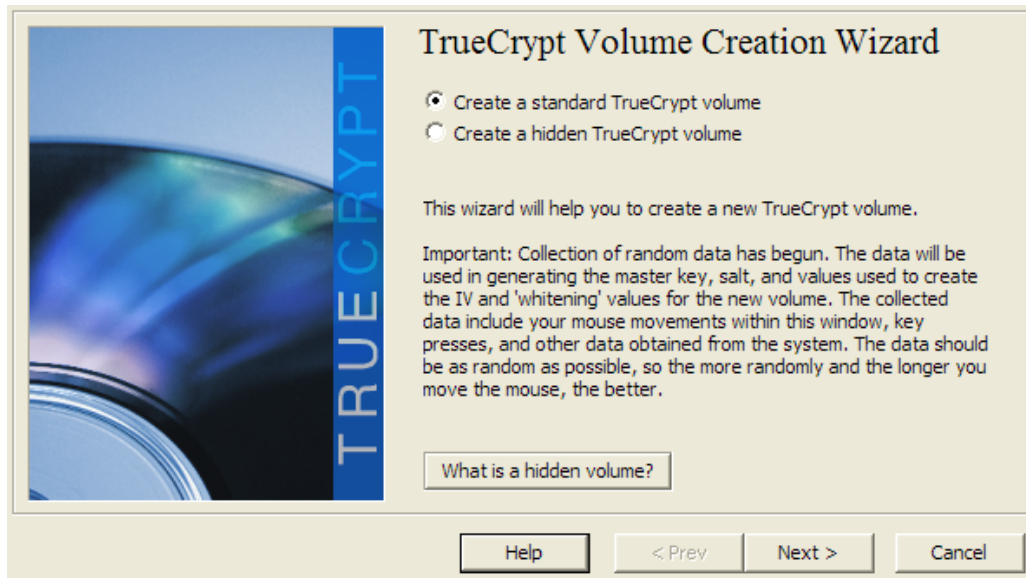 TRUECRYPT
TrueCrypt Volume Creation Wizard
Create a standard TrueCrypt volume
Create a hidden TrueCrypt volume
This wizard will help you to create a new TrueCrypt volume.
Important: Collection of random data has begun. The data will be
used in generating the master key, salt, and values used to create
the IV and 'whitening' values for the new volume. The collected
data include your mouse movements within this window, key
presses, and other data obtained from the system. The data should
be as random as possible, so the more randomly and the longer you
move the mouse, the better.
What is a hidden volume?
Help
< Prev
Next >
Cancel